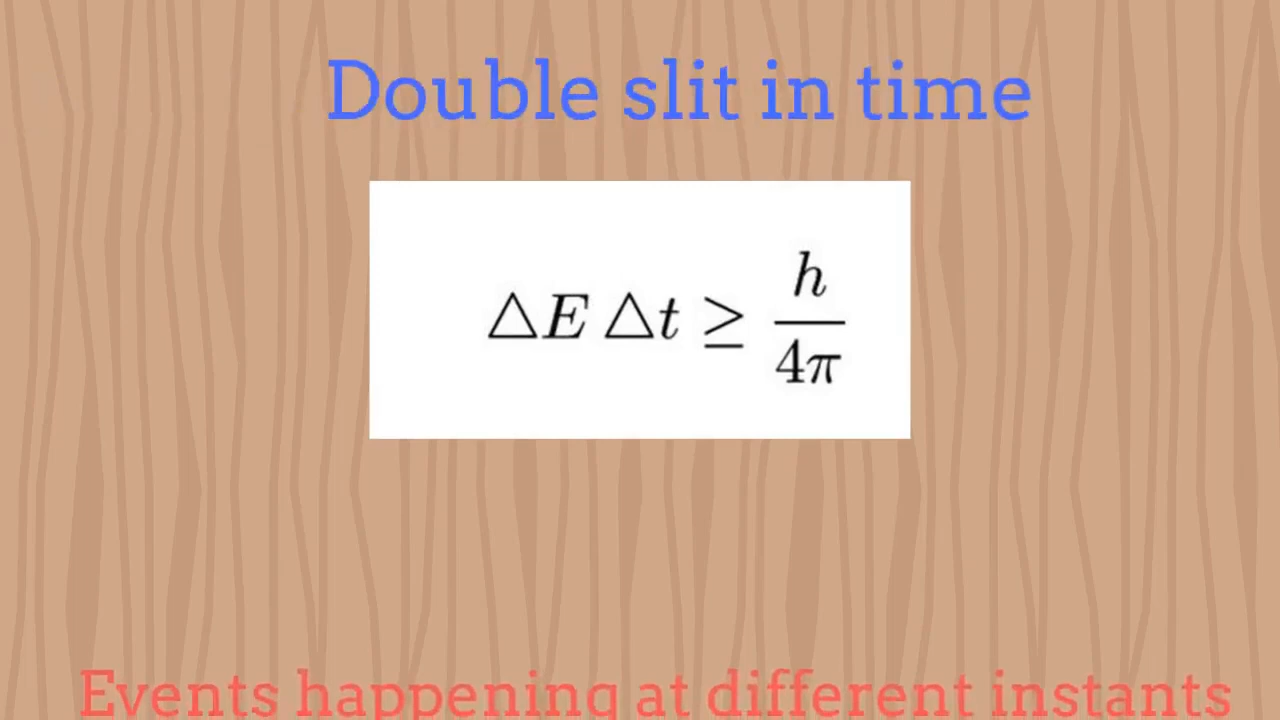 Double slit in time
△E △t ≥ h/4π
Events happening at different instants